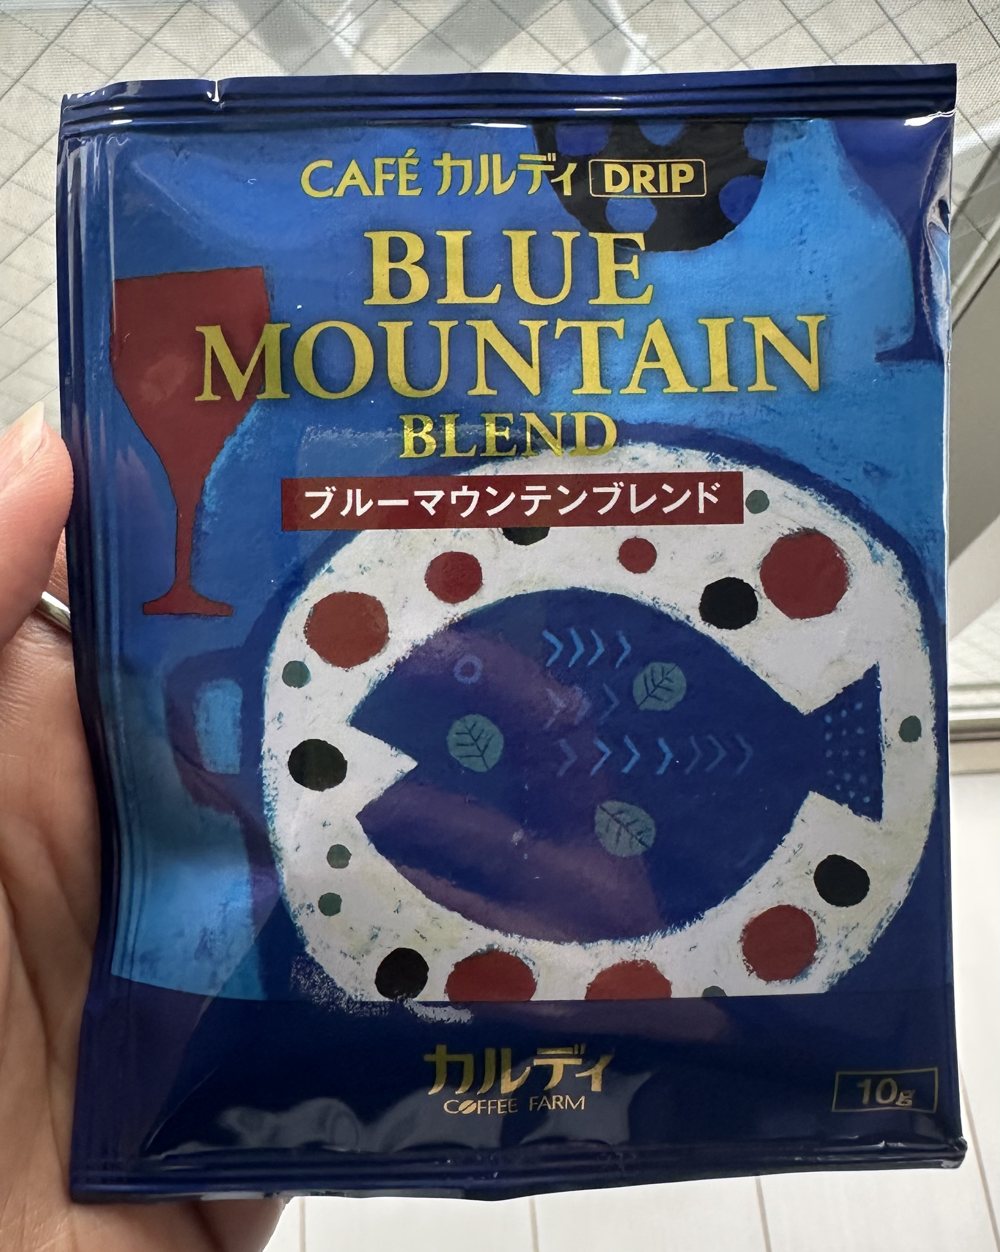 CAFÉ カルディ DRIP
BLUE
MOUNTAIN
BLEND
ブルーマウンテンブレンド
カルディ
COFFEE FARM
10g